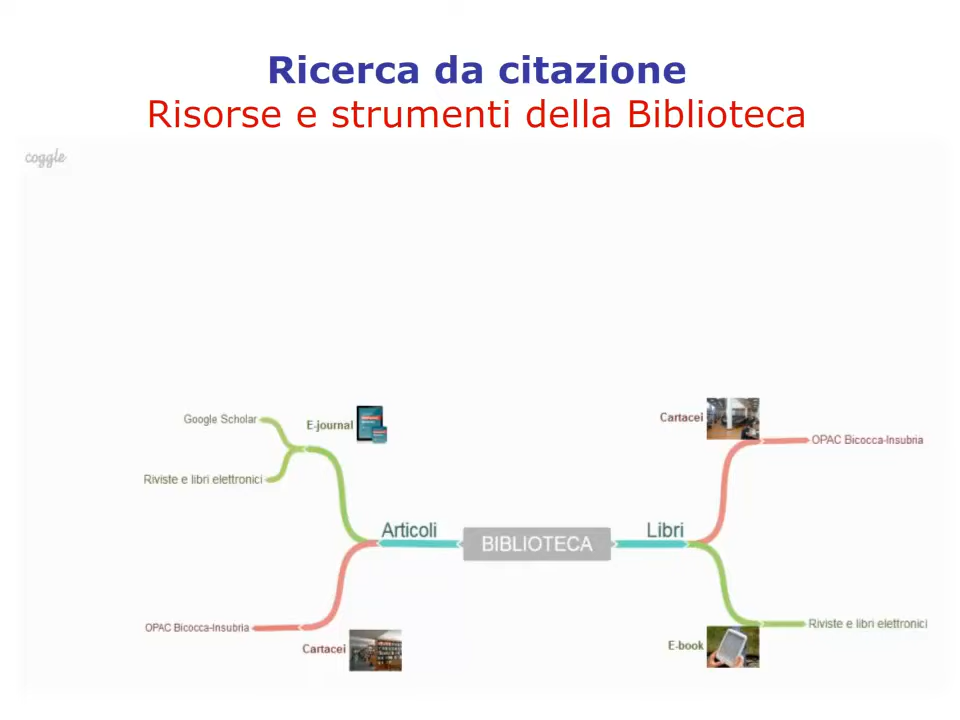 Ricerca da citazione
Risorse e strumenti della Biblioteca
coggle
Google Scholar
E-journal
Riviste e libri elettronici
Articoli
OPAC Bicocca-Insubria
Cartacei
BIBLIOTECA
Libri
Cartacei
OPAC Bicocca-Insubria
Riviste e libri elettronici
E-book